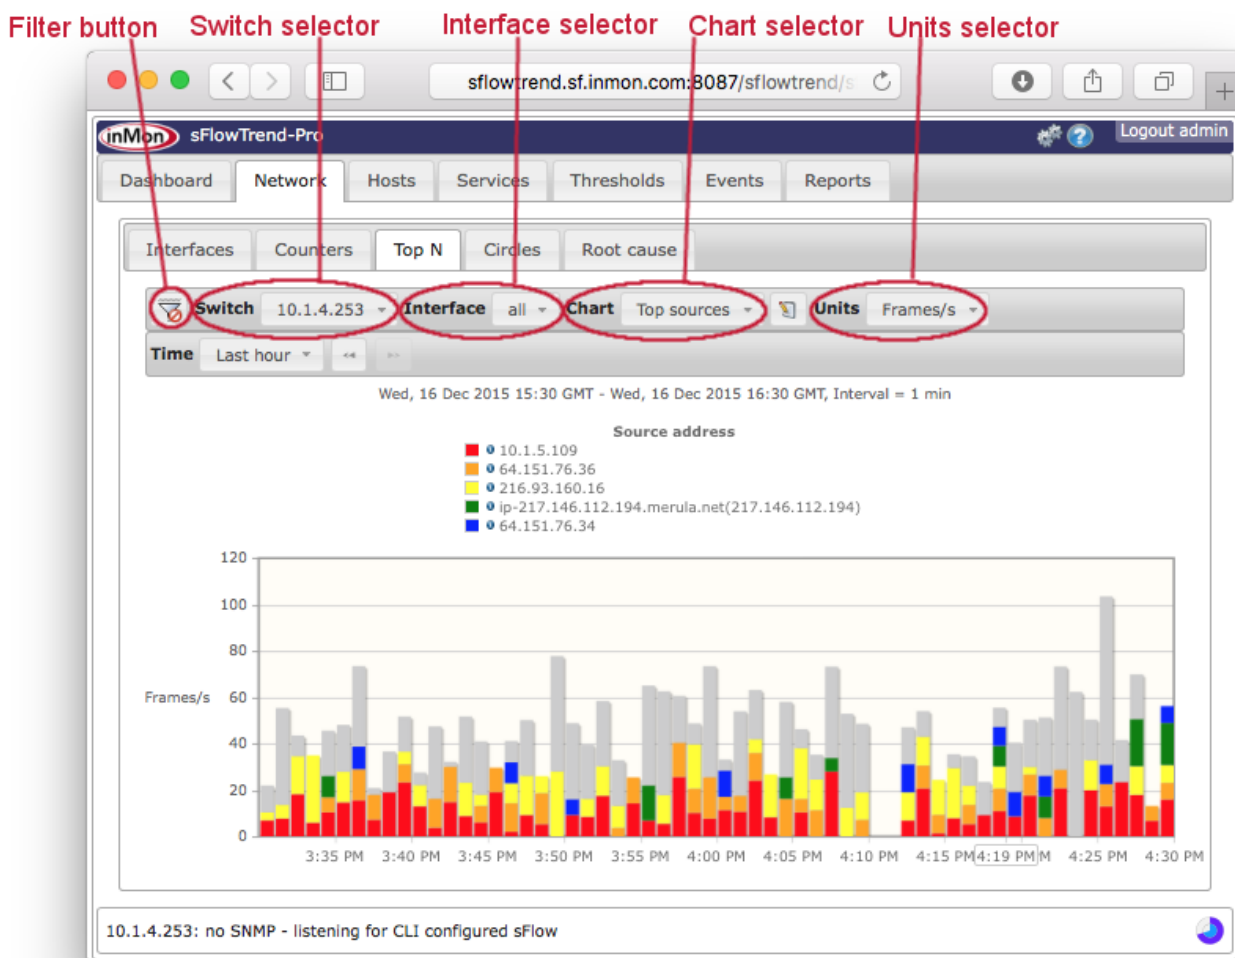 Filter button Switch selector Interface selector Chart selector Units selector
sflowtrend.sf.inmon.com:8087/sflowtrend/s
inMon sFlowTrend-Pro Logout admin
Dashboard Network Hosts Services Thresholds Events Reports
Interfaces Counters Top N Circles Root cause
Switch 10.1.4.253 Interface all Chart Top sources Units Frames/s
Time Last hour
Wed, 16 Dec 2015 15:30 GMT - Wed, 16 Dec 2015 16:30 GMT, Interval = 1 min
Source address
10.1.5.109
64.151.76.36
216.93.160.16
ip-217.146.112.194.merula.net(217.146.112.194)
64.151.76.34
120
100
80
Frames/s 60
40
20
0
3:35 PM 3:40 PM 3:45 PM 3:50 PM 3:55 PM 4:00 PM 4:05 PM 4:10 PM 4:15 PM 4:19 PM M 4:25 PM 4:30 PM
10.1.4.253: no SNMP - listening for CLI configured sFlow